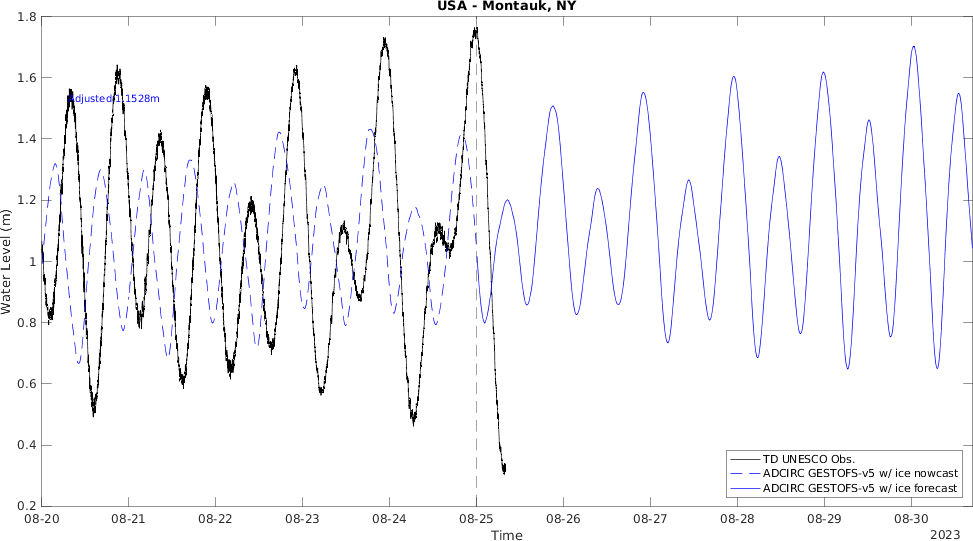 USA - Montauk, NY
1.8
1.6
1.4
1.2
1
0.8
0.6
0.4
0.2
Water Level (m)
Adjusted 1.1528m
TD UNESCO Obs.
ADCIRC GESTOFS-v5 w/ ice nowcast
ADCIRC GESTOFS-v5 w/ ice forecast
08-20 08-21 08-22 08-23 08-24 08-25 08-26 08-27 08-28 08-29 08-30
Time
2023